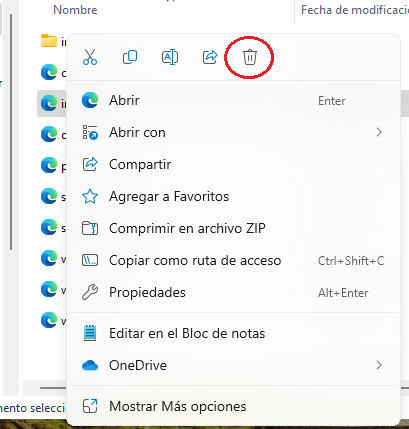 Nombre
Fecha de modificació
Abrir Enter
Abrir con
Compartir
Agregar a Favoritos
Comprimir en archivo ZIP
Copiar como ruta de acceso Ctrl+Shift+C
Propiedades Alt+Enter
Editar en el Bloc de notas
OneDrive
mento selecci
Mostrar Más opciones